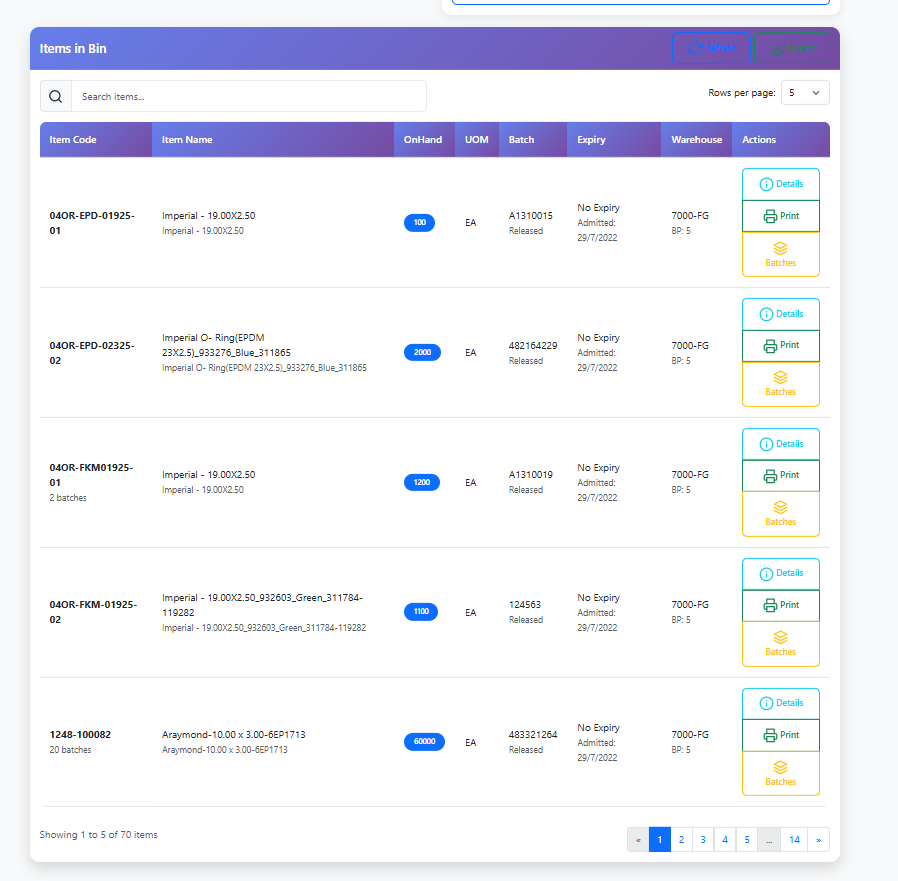 Items in Bin
Refresh
Search items...
Rows per page: 5
Item Code Item Name OnHand UOM Batch Expiry Warehouse Actions
04OR-EPD-01925-
01
Imperial - 19.00X2.50
Imperial - 19.00X2.50
100
EA
A1310015
Released
No Expiry
Admitted:
29/7/2022
7000-FG
BP: 5
Details
Print
Batches
04OR-EPD-02325-
02
Imperial O- Ring(EPDM
23X2.5)_933276_Blue_311865
Imperial O- Ring(EPDM 23X2.5)_933276_Blue_311865
2000
EA
482164229
Released
No Expiry
Admitted:
29/7/2022
7000-FG
BP: 5
Details
Print
Batches
04OR-FKM01925-
01
2 batches
Imperial - 19.00X2.50
Imperial - 19.00X2.50
1200
EA
A1310019
Released
No Expiry
Admitted:
29/7/2022
7000-FG
BP: 5
Details
Print
Batches
04OR-FKM-01925-
02
Imperial - 19.00X2.50_932603_Green_311784-
119282
Imperial - 19.00X2.50_932603_Green_311784-119282
1100
EA
124563
Released
No Expiry
Admitted:
29/7/2022
7000-FG
BP: 5
Details
Print
Batches
1248-100082
20 batches
Araymond-10.00 x 3.00-6EP1713
Araymond-10.00 x 3.00-6EP1713
60000
EA
483321264
Released
No Expiry
Admitted:
29/7/2022
7000-FG
BP: 5
Details
Print
Batches
Showing 1 to 5 of 70 items
« 1 2 3 4 5 ... 14 »